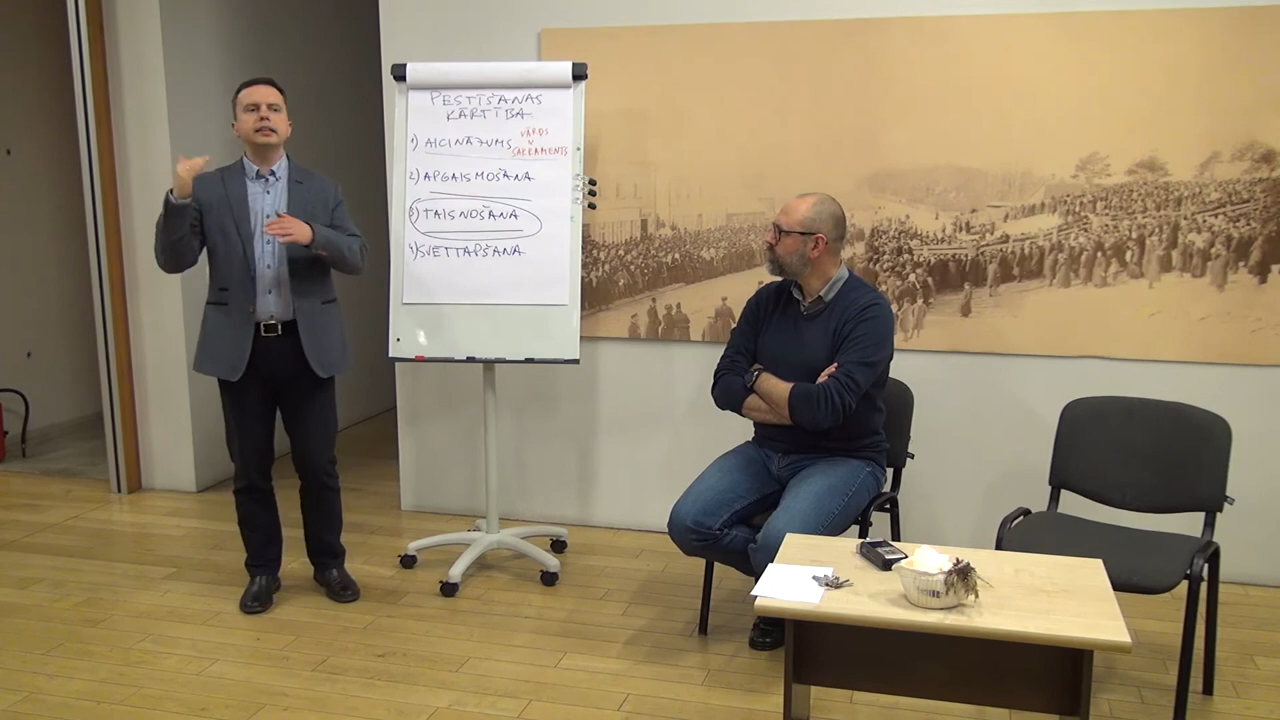 PESTĪŠANAS
KĀRTĪBA
1) AICINĀJUMS VĀRDS
UN
SAKRAMENTS
2) APGAISMOŠANA
3) TAISNOŠANA
4) SVĒTTAPŠANA